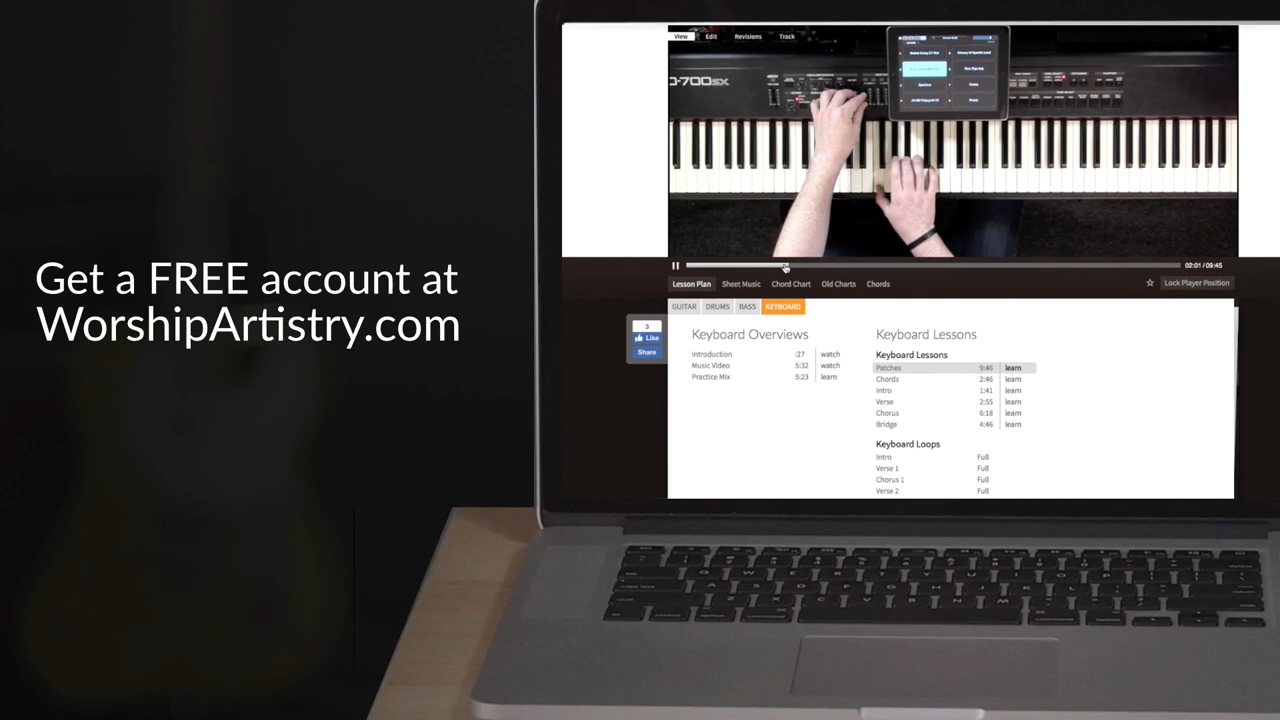 Get a FREE account at
WorshipArtistry.com
View Edit Revisions Track
D-700SX
02:01 / 09:45
Lesson Plan Sheet Music Chord Chart Old Charts Chords
Lock Player Position
GUITAR DRUMS BASS KEYBOARD
3
Like
Share
Keyboard Overviews
Introduction :27 watch
Music Video 5:32 watch
Practice Mix 5:23 learn
Keyboard Lessons
Keyboard Lessons
Patches 9:46 learn
Chords 2:46 learn
Intro 1:41 learn
Verse 2:55 learn
Chorus 6:18 learn
Bridge 4:46 learn
Keyboard Loops
Intro Full
Verse 1 Full
Chorus 1 Full
Verse 2 Full